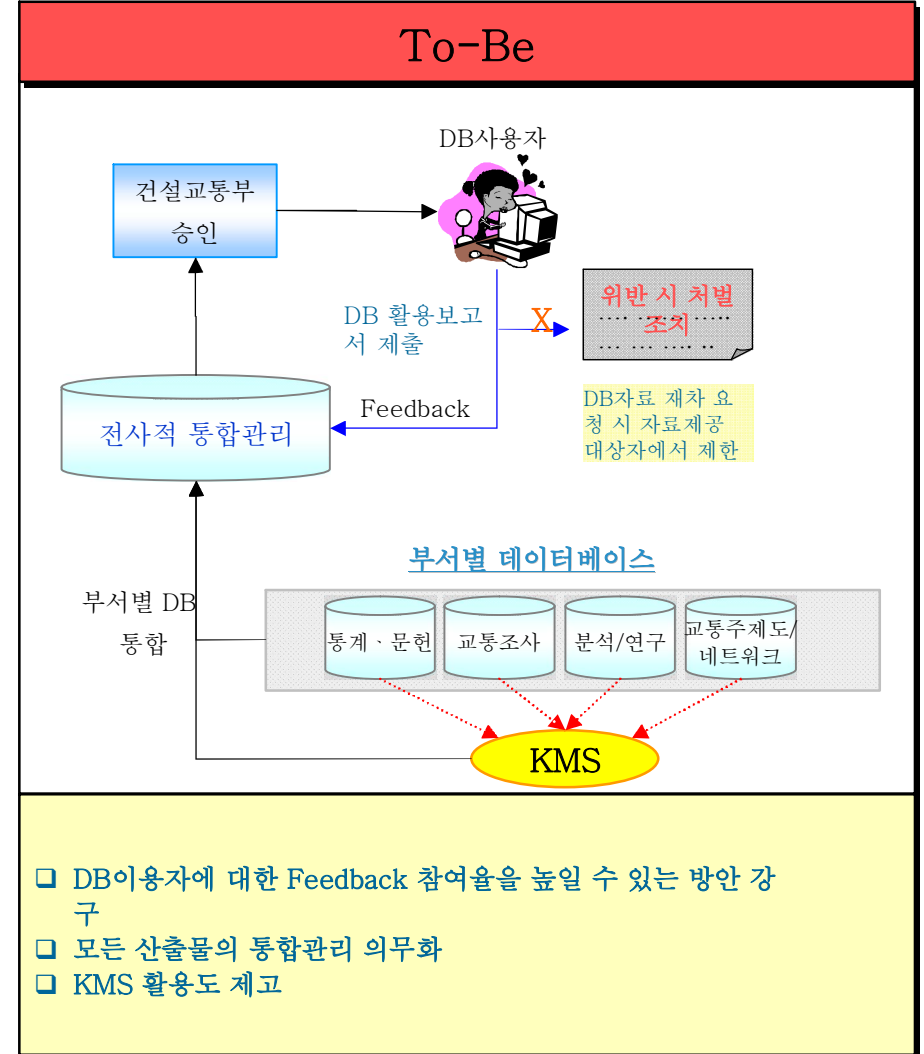 To-Be
DB사용자
건설교통부
승인
DB 활용보고
서 제출
X
위반 시 처벌
조치
Feedback
DB자료 재차 요
청 시 자료제공
대상자에서 제한
전사적 통합관리
부서별 데이터베이스
부서별 DB
통합
통계ㆍ문헌
교통조사
분석/연구
교통주제도/
네트워크
KMS
❑ DB이용자에 대한 Feedback 참여율을 높일 수 있는 방안 강
구
❑ 모든 산출물의 통합관리 의무화
❑ KMS 활용도 제고